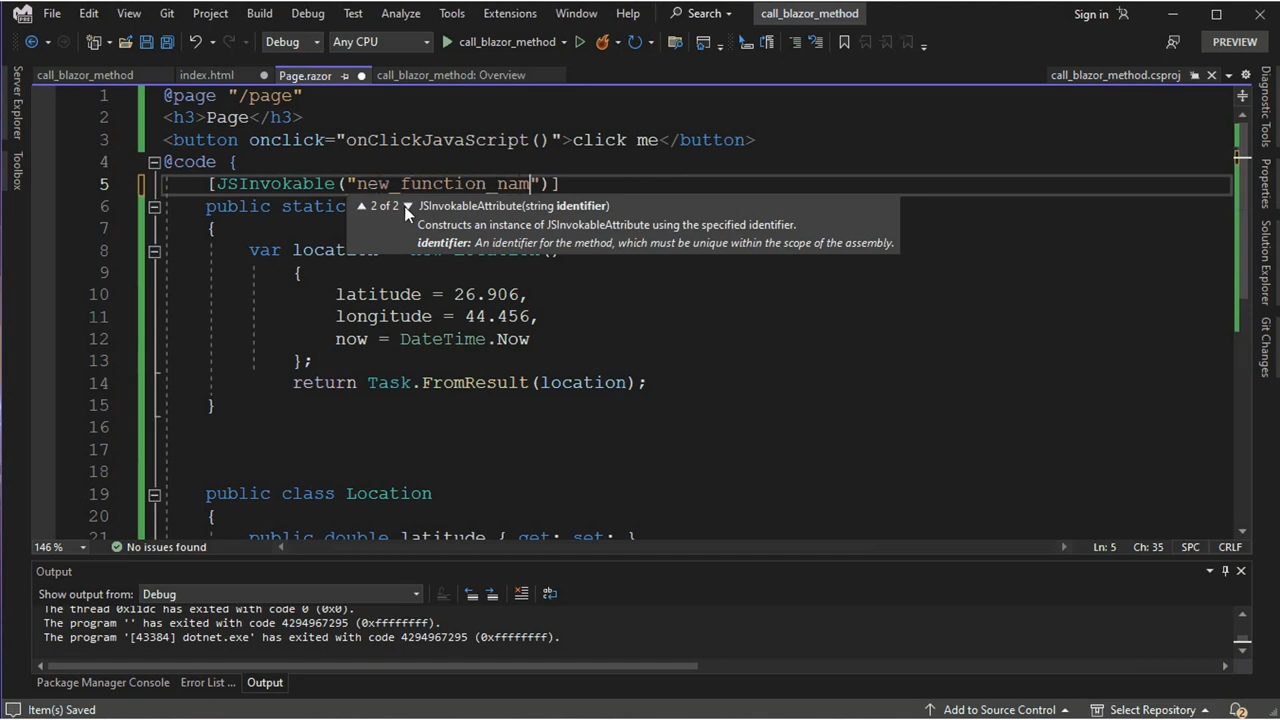 File Edit View Git Project Build Debug Test Analyze Tools Extensions Window Help Search call_blazor_method Sign in
Debug Any CPU call_blazor_method PREVIEW
call_blazor_method index.html Page.razor call_blazor_method: Overview call_blazor_method.csproj
Server Explorer
Toolbox
1 @page "/page"
2 <h3>Page</h3>
3 <button onclick="onClickJavaScript()">click me</button>
4 @code {
5 [JSInvokable("new_function_nam")]
6 public static
2 of 2 JSInvokableAttribute(string identifier)
Constructs an instance of JSInvokableAttribute using the specified identifier.
identifier: An identifier for the method, which must be unique within the scope of the assembly.
7 {
8 var location
9 {
10 latitude = 26.906,
11 longitude = 44.456,
12 now = DateTime.Now
13 };
14 return Task.FromResult(location);
15 }
16
17
18
19 public class Location
20 {
21 public double latitude { get; set; }
Diagnostic Tools
Properties
Solution Explorer
Git Changes
146 % No issues found Ln: 5 Ch: 35 SPC CRLF
Output
Show output from: Debug
The thread 0x11dc has exited with code 0 (0x0).
The program '' has exited with code 4294967295 (0xffffffff).
The program '[43384] dotnet.exe' has exited with code 4294967295 (0xffffffff).
Package Manager Console Error List ... Output
Item(s) Saved Add to Source Control Select Repository 2